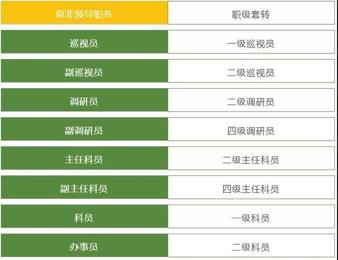 原非领导职务 职级套转
巡视员 一级巡视员
副巡视员 二级巡视员
调研员 二级调研员
副调研员 四级调研员
主任科员 二级主任科员
副主任科员 四级主任科员
科员 一级科员
办事员 二级科员